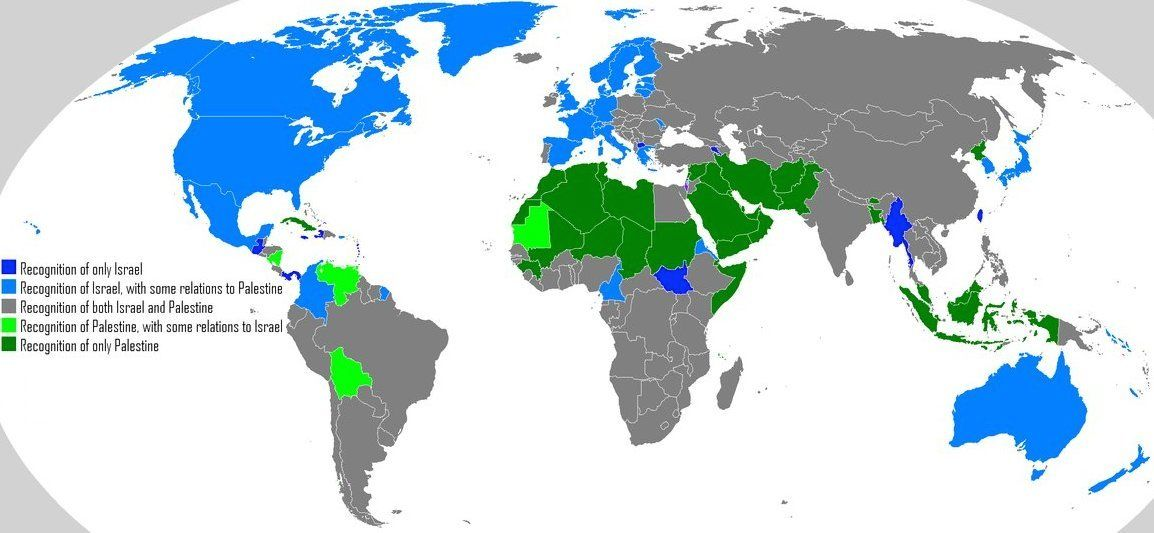 Recognition of only Israel
Recognition of Israel, with some relations to Palestine
Recognition of both Israel and Palestine
Recognition of Palestine, with some relations to Israel
Recognition of only Palestine